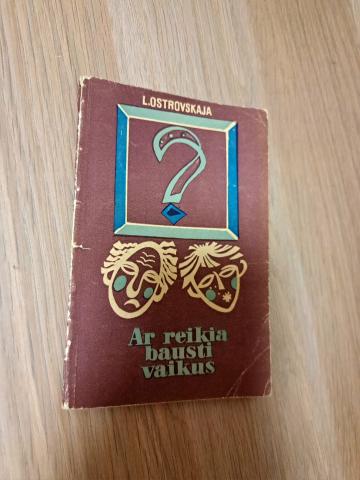 L.OSTROVSKAJA
?
Ar reikia
bausti
vaikus